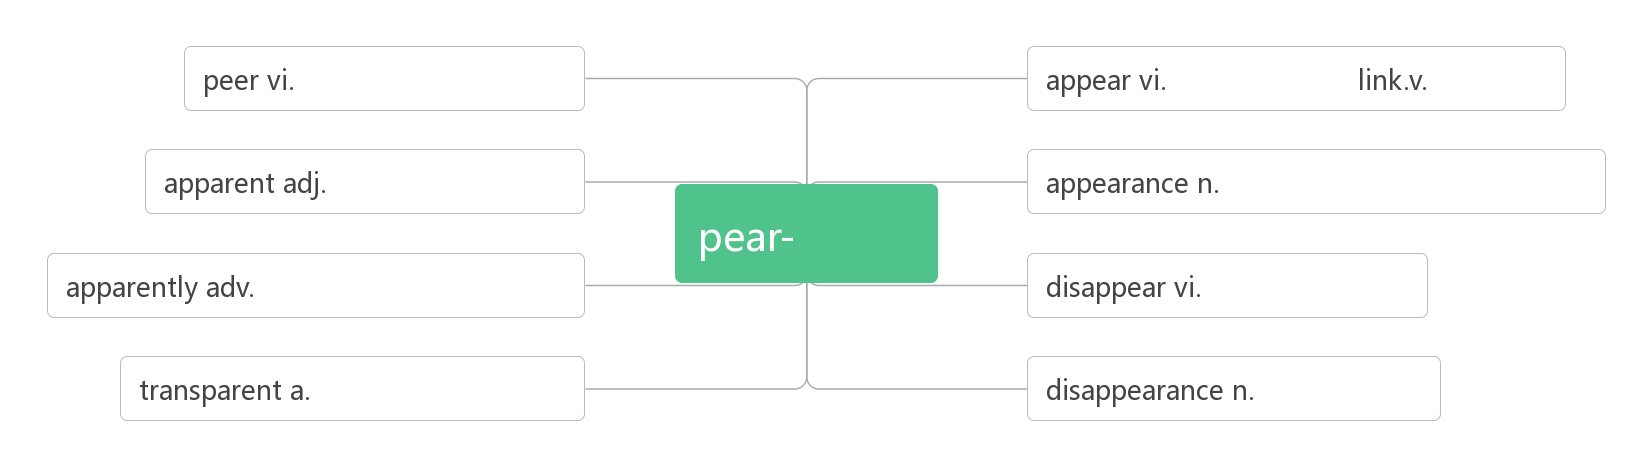 pear-
appear vi. link.v.
appearance n.
disappear vi.
disappearance n.
peer vi.
apparent adj.
apparently adv.
transparent a.